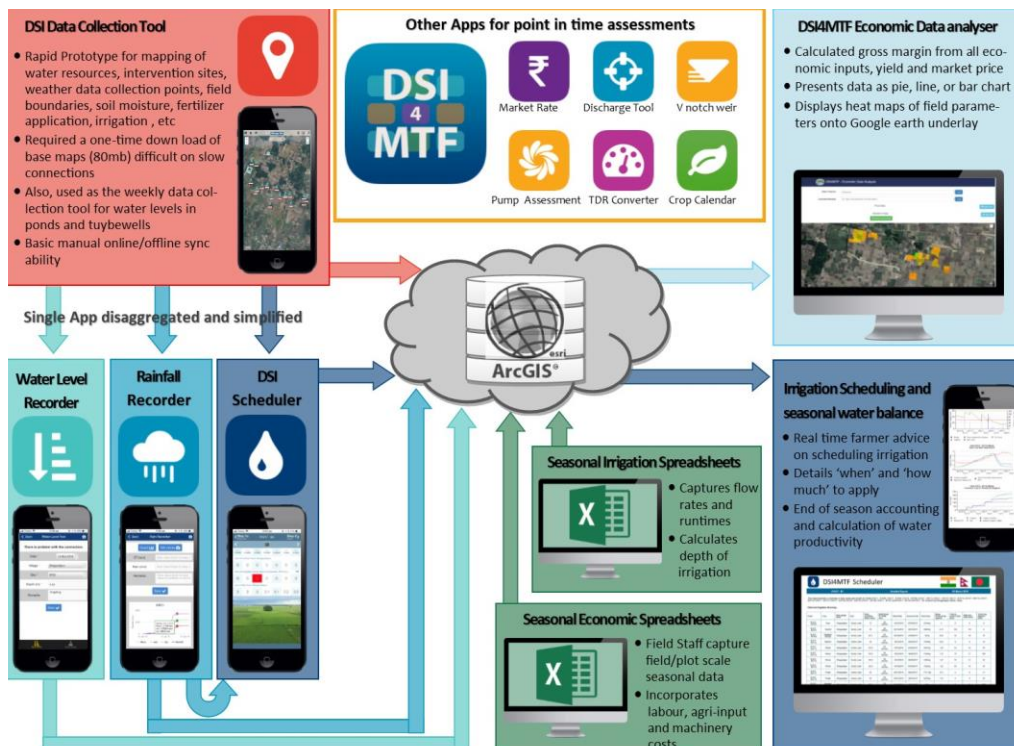 DSI Data Collection Tool
• Rapid Prototype for mapping of
water resources, intervention sites,
weather data collection points, field
boundaries, soil moisture, fertilizer
application, irrigation , etc
• Required a one-time down load of
base maps (80mb) difficult on slow
connections
• Also, used as the weekly data col-
lection tool for water levels in
ponds and tuybewells
• Basic manual online/offline sync
ability
Other Apps for point in time assessments
DSI
4
MTF
₹
Market Rate
Discharge Tool
V notch weir
Pump Assessment
TDR Converter
Crop Calendar
DSI4MTF Economic Data analyser
• Calculated gross margin from all eco-
nomic inputs, yield and market price
• Presents data as pie, line, or bar chart
• Displays heat maps of field parame-
ters onto Google earth underlay
Single App disaggregated and simplified
esri
ArcGIS®
Water Level
Recorder
Rainfall
Recorder
DSI
Scheduler
Seasonal Irrigation Spreadsheets
X
• Captures flow
rates and
runtimes
• Calculates
depth of
irrigation
Seasonal Economic Spreadsheets
X
• Field Staff capture
field/plot scale
seasonal data
• Incorporates
labour, agri-input
and machinery
costs
Irrigation Scheduling and
seasonal water balance
• Real time farmer advice
on scheduling irrigation
• Details ‘when’ and ‘how
much’ to apply
• End of season accounting
and calculation of water
productivity
DSI4MTF Scheduler